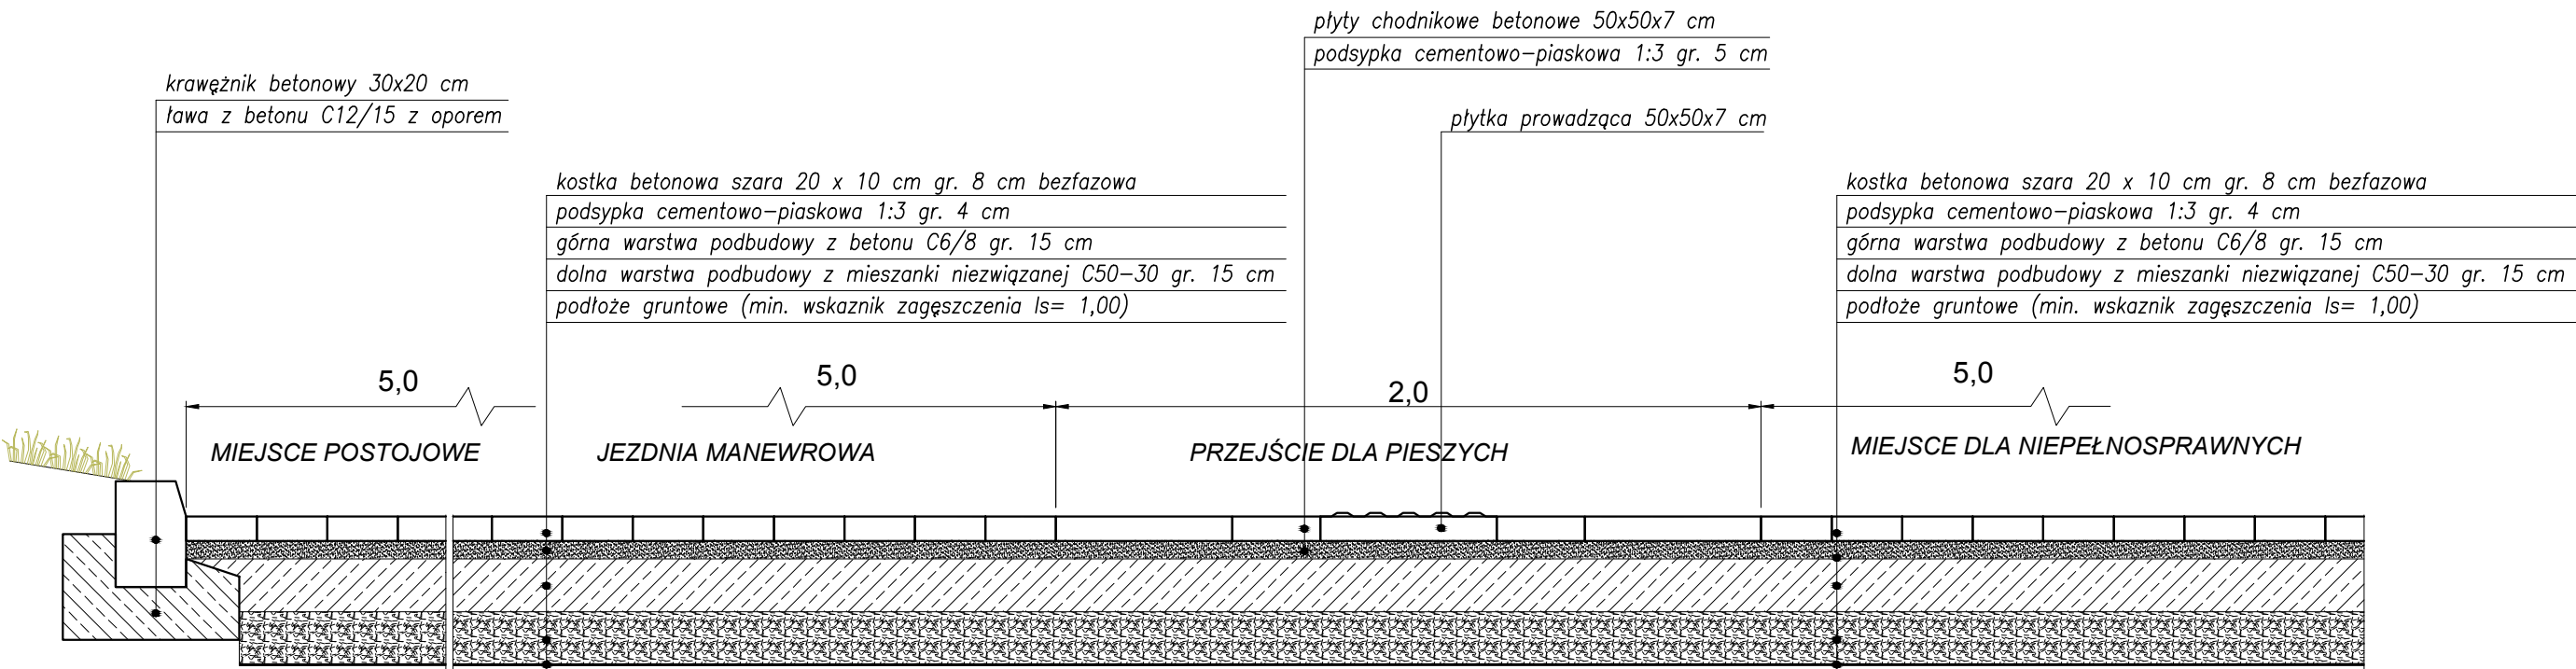 płyty chodnikowe betonowe 50x50x7 cm
podsypka cementowo-piaskowa 1:3 gr. 5 cm
krawężnik betonowy 30x20 cm
ława z betonu C12/15 z oporem
płytka prowadząca 50x50x7 cm
kostka betonowa szara 20 x 10 cm gr. 8 cm bezfazowa
podsypka cementowo-piaskowa 1:3 gr. 4 cm
górna warstwa podbudowy z betonu C6/8 gr. 15 cm
dolna warstwa podbudowy z mieszanki niezwiązanej C50-30 gr. 15 cm
podłoże gruntowe (min. wskaznik zagęszczenia Is= 1,00)
kostka betonowa szara 20 x 10 cm gr. 8 cm bezfazowa
podsypka cementowo-piaskowa 1:3 gr. 4 cm
górna warstwa podbudowy z betonu C6/8 gr. 15 cm
dolna warstwa podbudowy z mieszanki niezwiązanej C50-30 gr. 15 cm
podłoże gruntowe (min. wskaznik zagęszczenia Is= 1,00)
5,0
5,0
2,0
5,0
MIEJSCE POSTOJOWE
JEZDNIA MANEWROWA
PRZEJŚCIE DLA PIESZYCH
MIEJSCE DLA NIEPEŁNOSPRAWNYCH